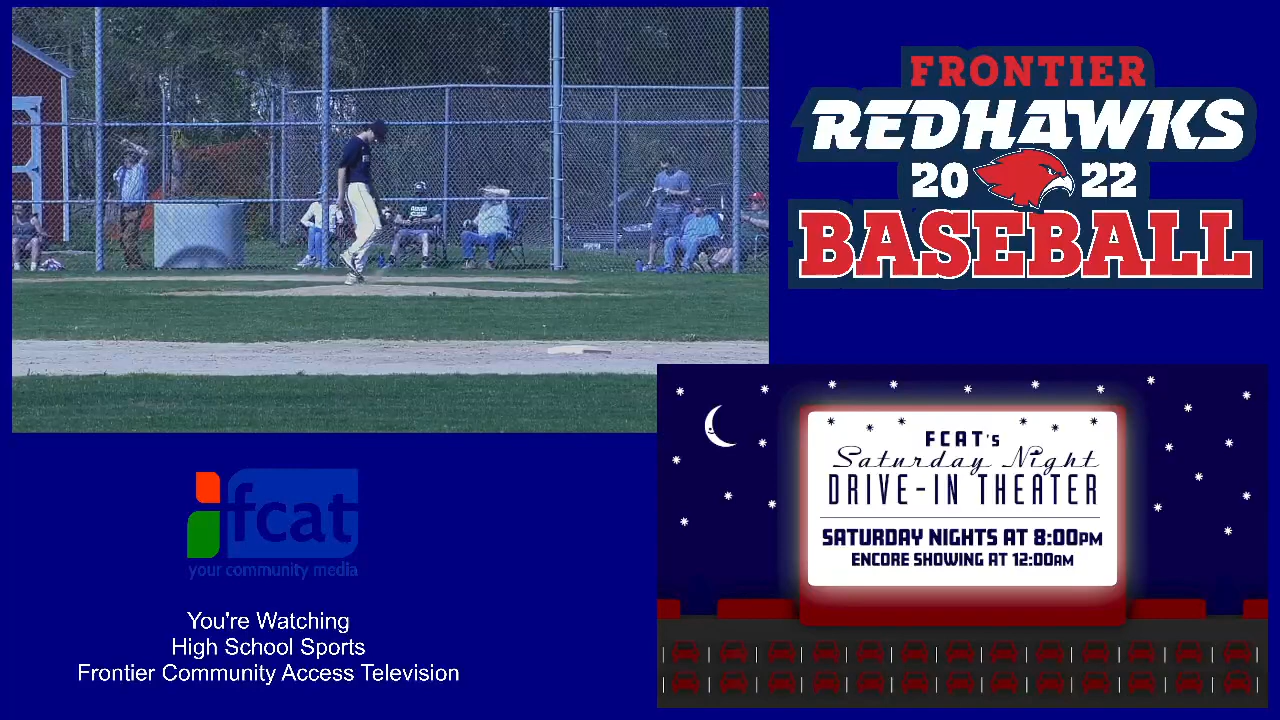 FRONTIER
REDHAWKS
20 22
BASEBALL
FCAT's
Saturday Night
DRIVE-IN THEATER
SATURDAY NIGHTS AT 8:00PM
ENCORE SHOWING AT 12:00AM
fcat
your community media
You're Watching
High School Sports
Frontier Community Access Television